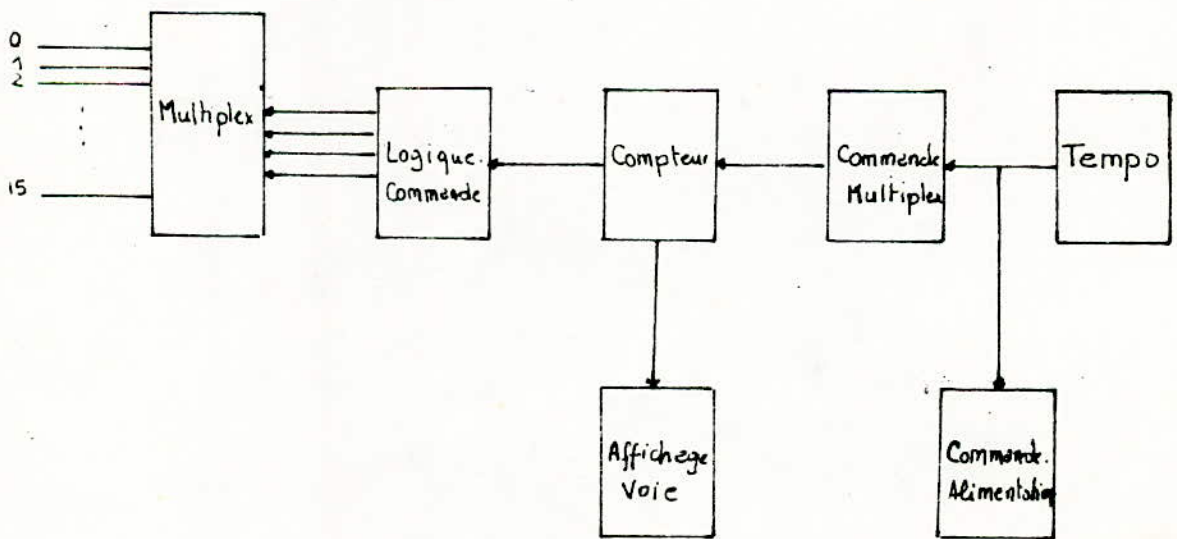 0
1
2
15
Multiplex
Logique.
Commande
Compteur
Commande
Multiplex
Tempo
Affichage
Voie
Commande.
Alimentation